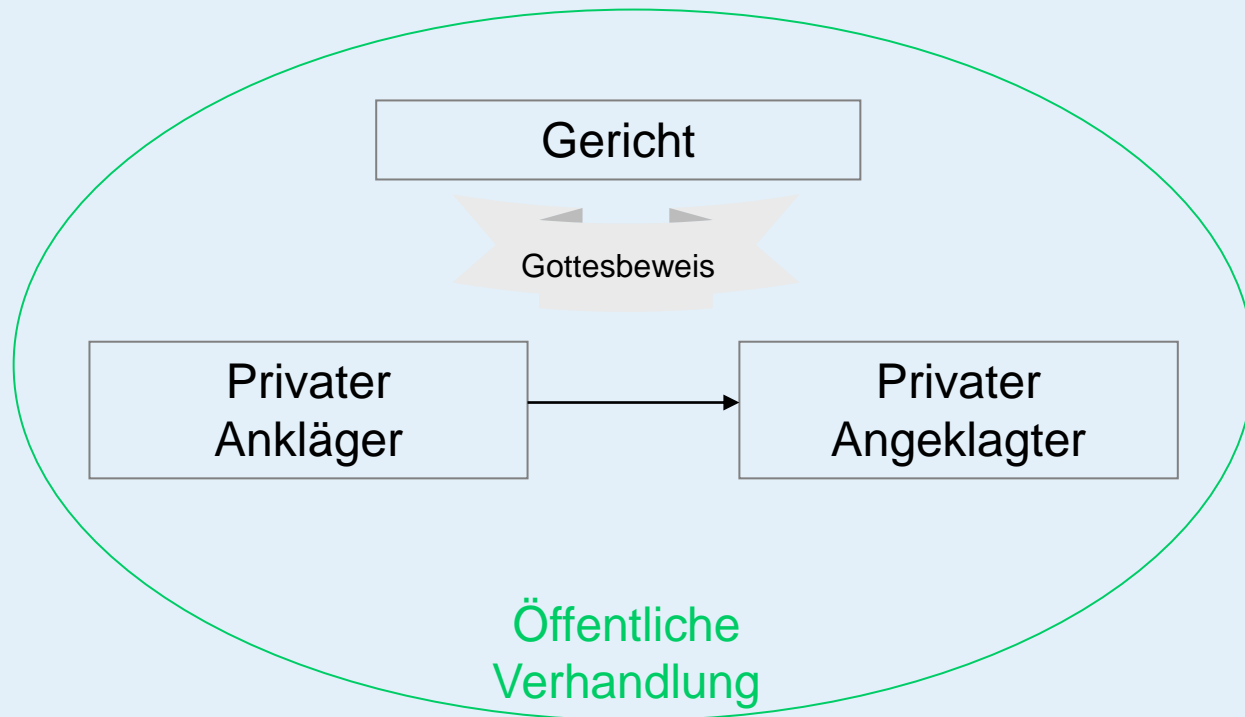 Gericht
Gottesbeweis
Privater
Ankläger
Privater
Angeklagter
Öffentliche
Verhandlung